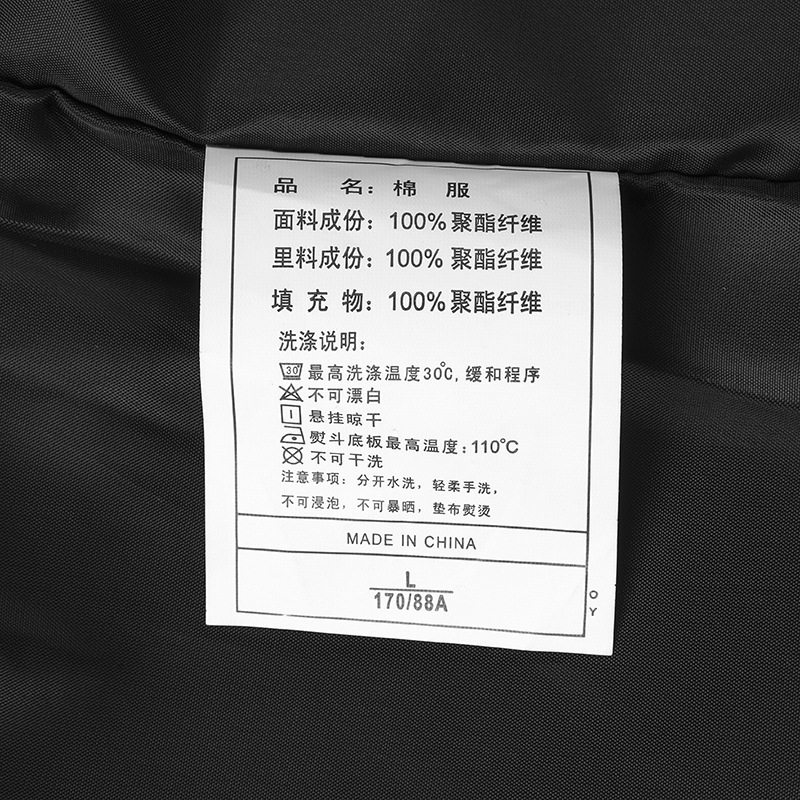 品 名：棉 服
面料成份：100% 聚酯纤维
里料成份：100% 聚酯纤维
填 充 物：100% 聚酯纤维
洗涤说明：
30 最高洗涤温度30℃,缓和程序
不可漂白
悬挂晾干
熨斗底板最高温度：110℃
不可干洗
注意事项：分开水洗，轻柔手洗，
不可浸泡，不可暴晒，垫布熨烫
MADE IN CHINA
L
170/88A
O
Y